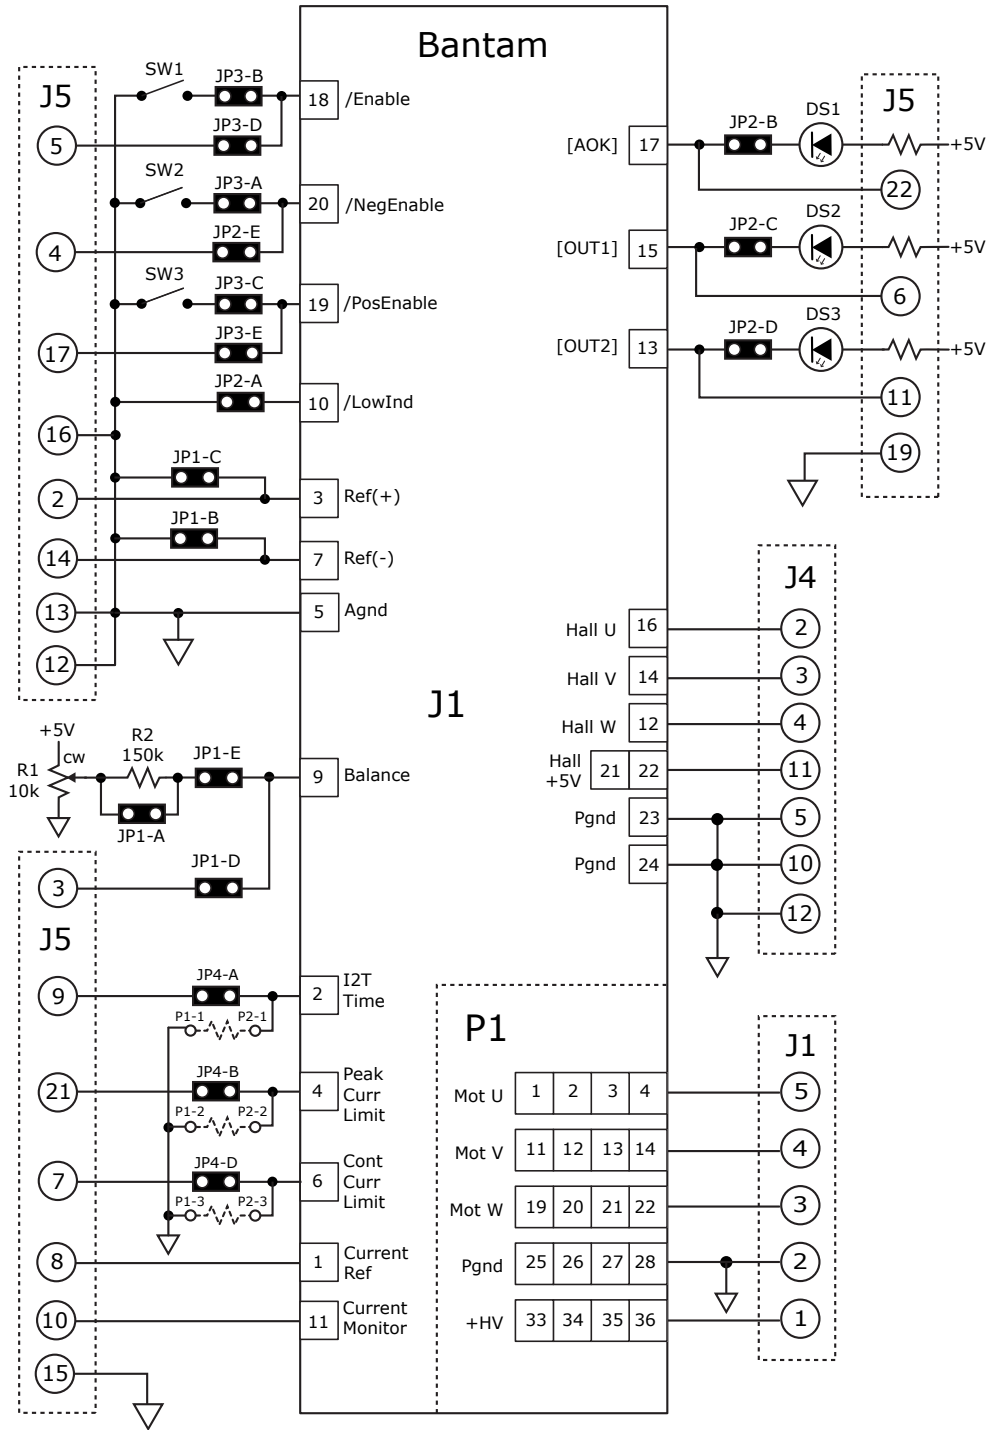 Bantam
J5
SW1
JP3-B
18
/Enable
JP3-D
5
SW2
JP3-A
20
/NegEnable
JP2-E
4
SW3
JP3-C
19
/PosEnable
JP3-E
17
JP2-A
10
/LowInd
16
JP1-C
2
3
Ref(+)
JP1-B
14
7
Ref(-)
13
5
Agnd
12
J5
[AOK]
17
JP2-B
DS1
+5V
22
[OUT1]
15
JP2-C
DS2
+5V
6
[OUT2]
13
JP2-D
DS3
+5V
11
19
J1
J4
Hall U
16
2
Hall V
14
3
Hall W
12
4
Hall
+5V
21
22
11
Pgnd
23
5
Pgnd
24
10
12
+5V
cw
R1
10k
R2
150k
JP1-E
JP1-A
9
Balance
JP1-D
3
J5
9
JP4-A
2
I2T
Time
P1-1
P2-1
21
JP4-B
4
Peak
Curr
Limit
P1-2
P2-2
7
JP4-D
6
Cont
Curr
Limit
P1-3
P2-3
8
1
Current
Ref
10
11
Current
Monitor
15
P1
J1
Mot U
1 2 3 4
5
Mot V
11 12 13 14
4
Mot W
19 20 21 22
3
Pgnd
25 26 27 28
2
+HV
33 34 35 36
1